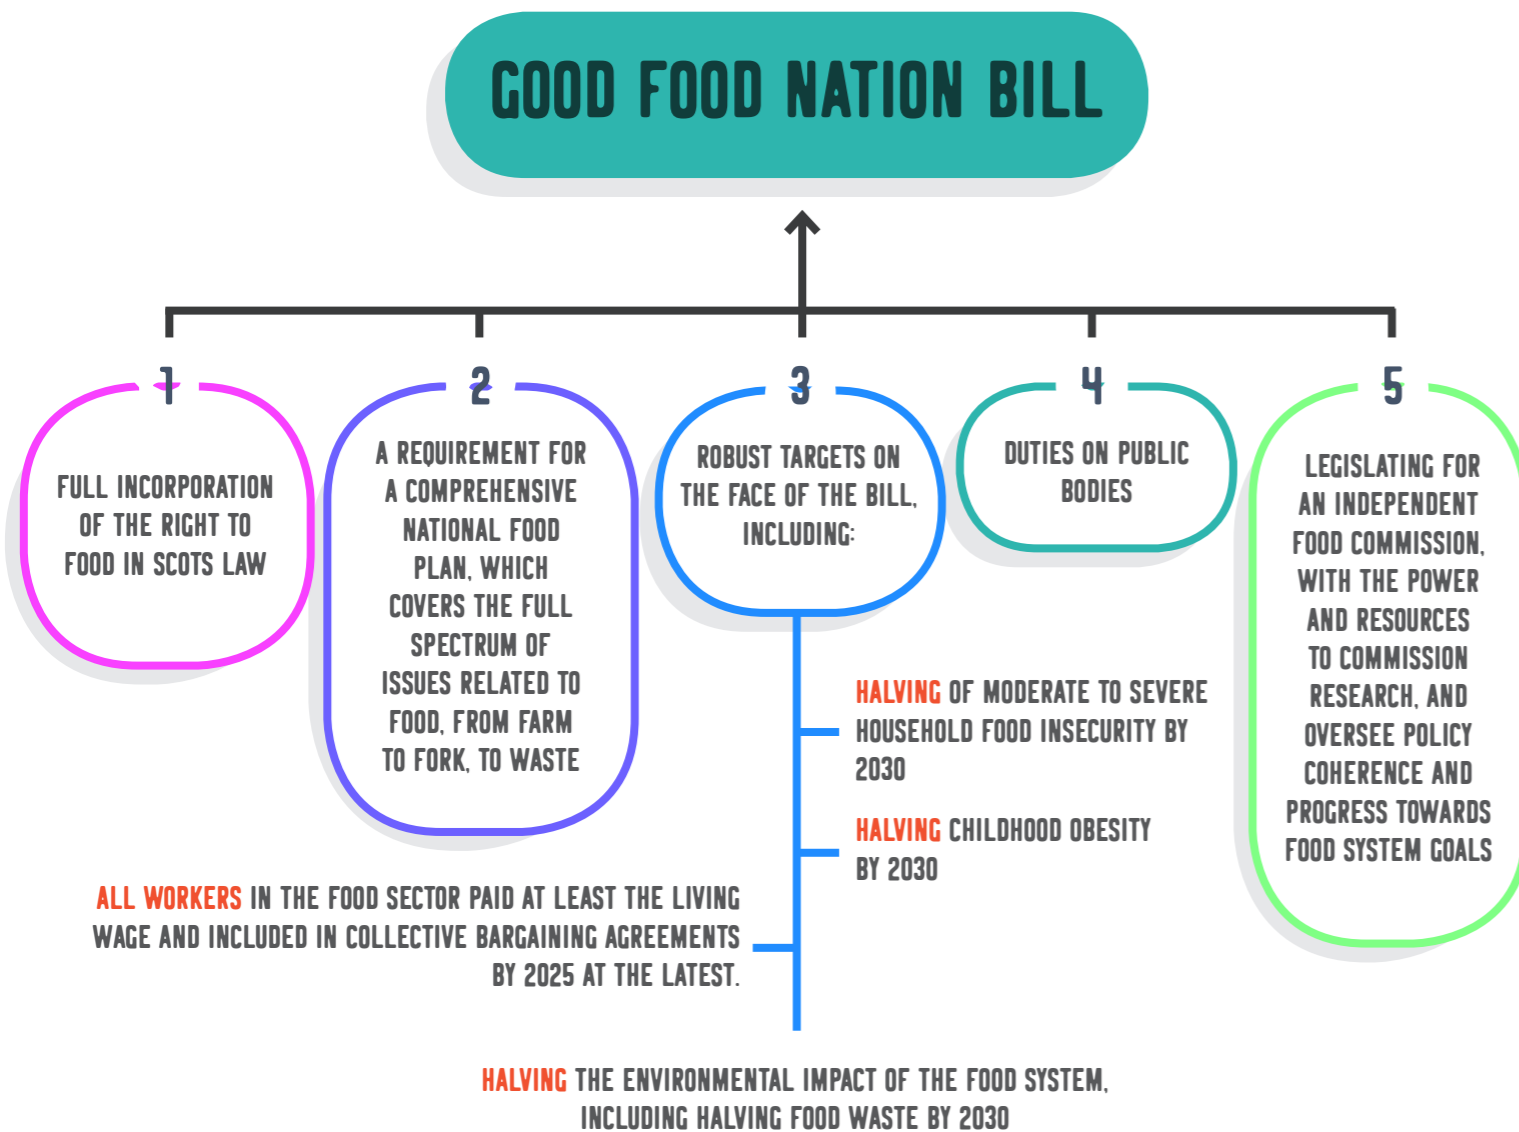 GOOD FOOD NATION BILL
1
FULL INCORPORATION
OF THE RIGHT TO
FOOD IN SCOTS LAW
2
A REQUIREMENT FOR
A COMPREHENSIVE
NATIONAL FOOD
PLAN, WHICH
COVERS THE FULL
SPECTRUM OF
ISSUES RELATED TO
FOOD, FROM FARM
TO FORK, TO WASTE
3
ROBUST TARGETS ON
THE FACE OF THE BILL,
INCLUDING:
HALVING OF MODERATE TO SEVERE
HOUSEHOLD FOOD INSECURITY BY
2030
HALVING CHILDHOOD OBESITY
BY 2030
ALL WORKERS IN THE FOOD SECTOR PAID AT LEAST THE LIVING
WAGE AND INCLUDED IN COLLECTIVE BARGAINING AGREEMENTS
BY 2025 AT THE LATEST.
HALVING THE ENVIRONMENTAL IMPACT OF THE FOOD SYSTEM,
INCLUDING HALVING FOOD WASTE BY 2030
4
DUTIES ON PUBLIC
BODIES
5
LEGISLATING FOR
AN INDEPENDENT
FOOD COMMISSION,
WITH THE POWER
AND RESOURCES
TO COMMISSION
RESEARCH, AND
OVERSEE POLICY
COHERENCE AND
PROGRESS TOWARDS
FOOD SYSTEM GOALS